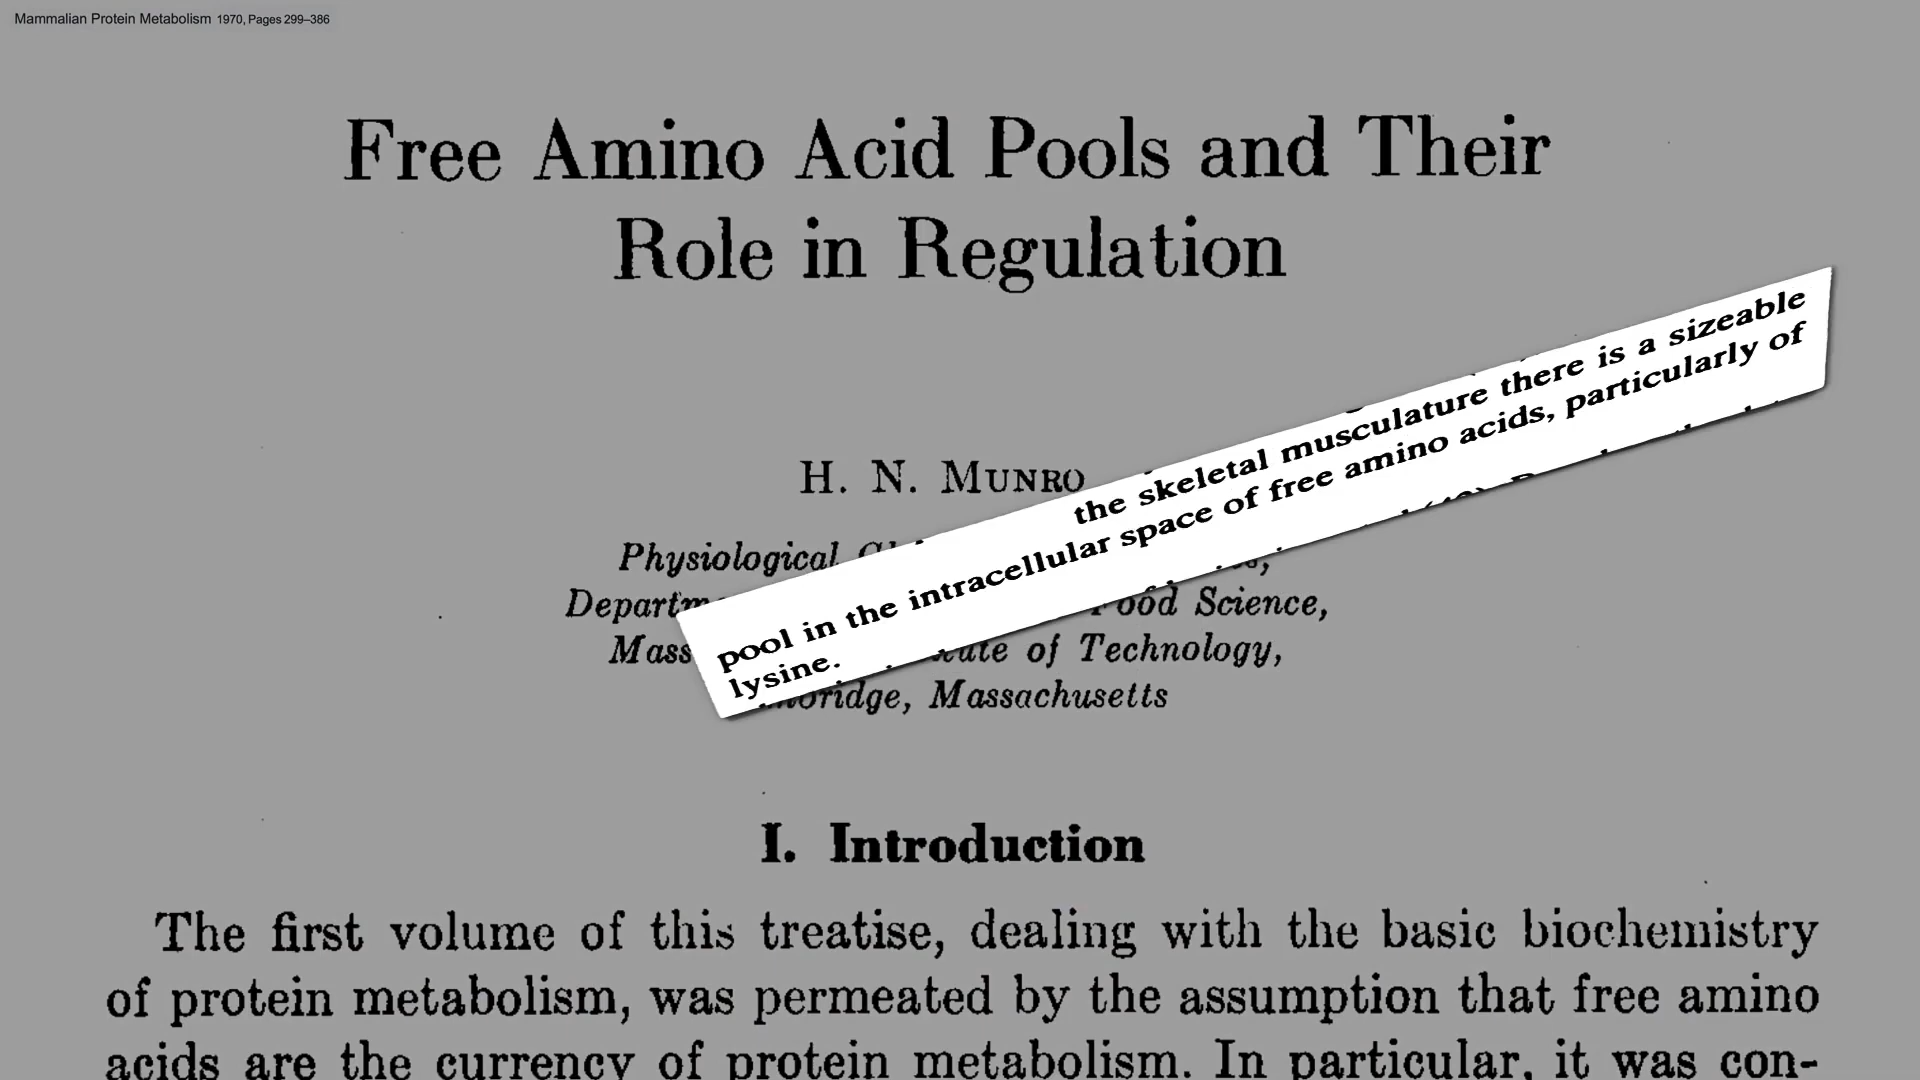 Mammalian Protein Metabolism 1970, Pages 299–386
Free Amino Acid Pools and Their
Role in Regulation
H. N. Munro
the skeletal musculature there is a sizeable
pool in the intracellular space of free amino acids, particularly of
lysine.
Physiological
Food Science,
of Technology,
Massachusetts
I. Introduction
The first volume of this treatise, dealing with the basic biochemistry
of protein metabolism, was permeated by the assumption that free amino
acids are the currency of protein metabolism. In particular, it was con-